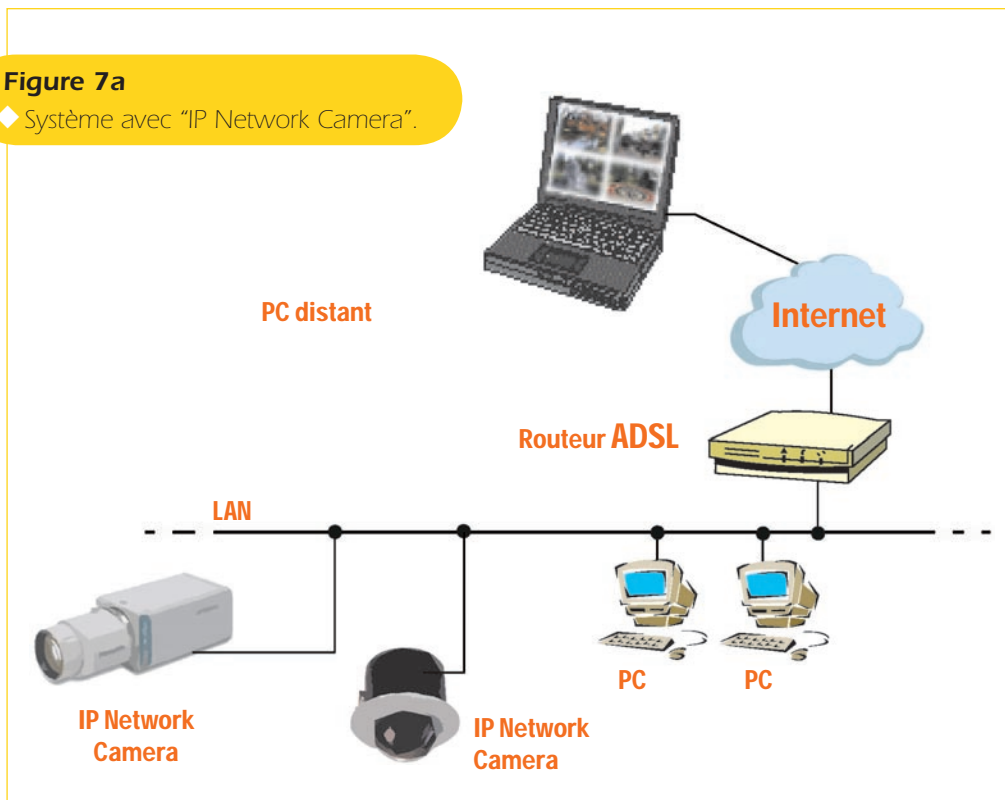 Figure 7a
Système avec “IP Network Camera”.
PC distant
Internet
Routeur ADSL
LAN
PC
PC
IP Network
Camera
IP Network
Camera